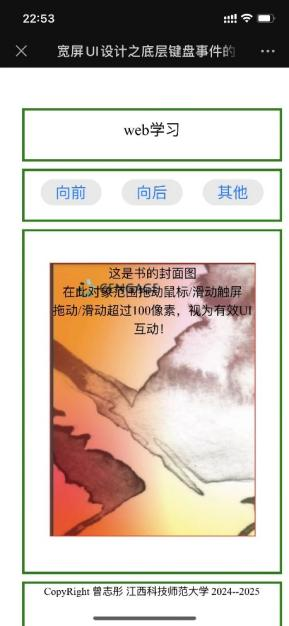 22:53
宽屏UI设计之底层键盘事件的
web学习
向前 向后 其他
这是书的封面图
CENGAGE
在此对象范围拖动鼠标/滑动触屏
拖动/滑动超过100像素，视为有效UI
互动！
CopyRight 曾志彤 江西科技师范大学 2024--2025